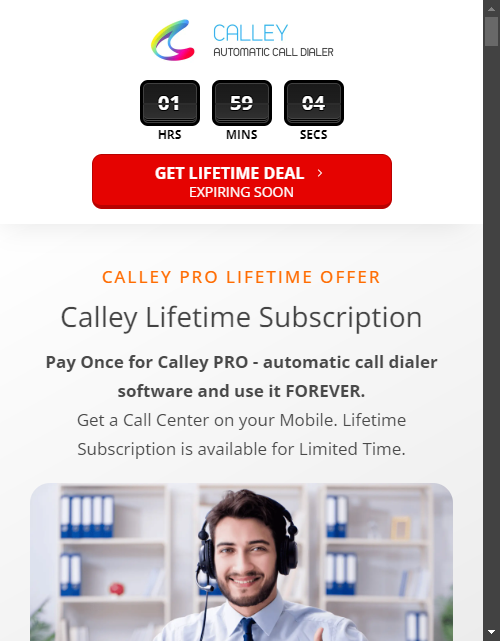 CALLEY
AUTOMATIC CALL DIALER
01 59 04
HRS MINS SECS
GET LIFETIME DEAL
EXPIRING SOON
CALLEY PRO LIFETIME OFFER
Calley Lifetime Subscription
Pay Once for Calley PRO - automatic call dialer
software and use it FOREVER.
Get a Call Center on your Mobile. Lifetime
Subscription is available for Limited Time.